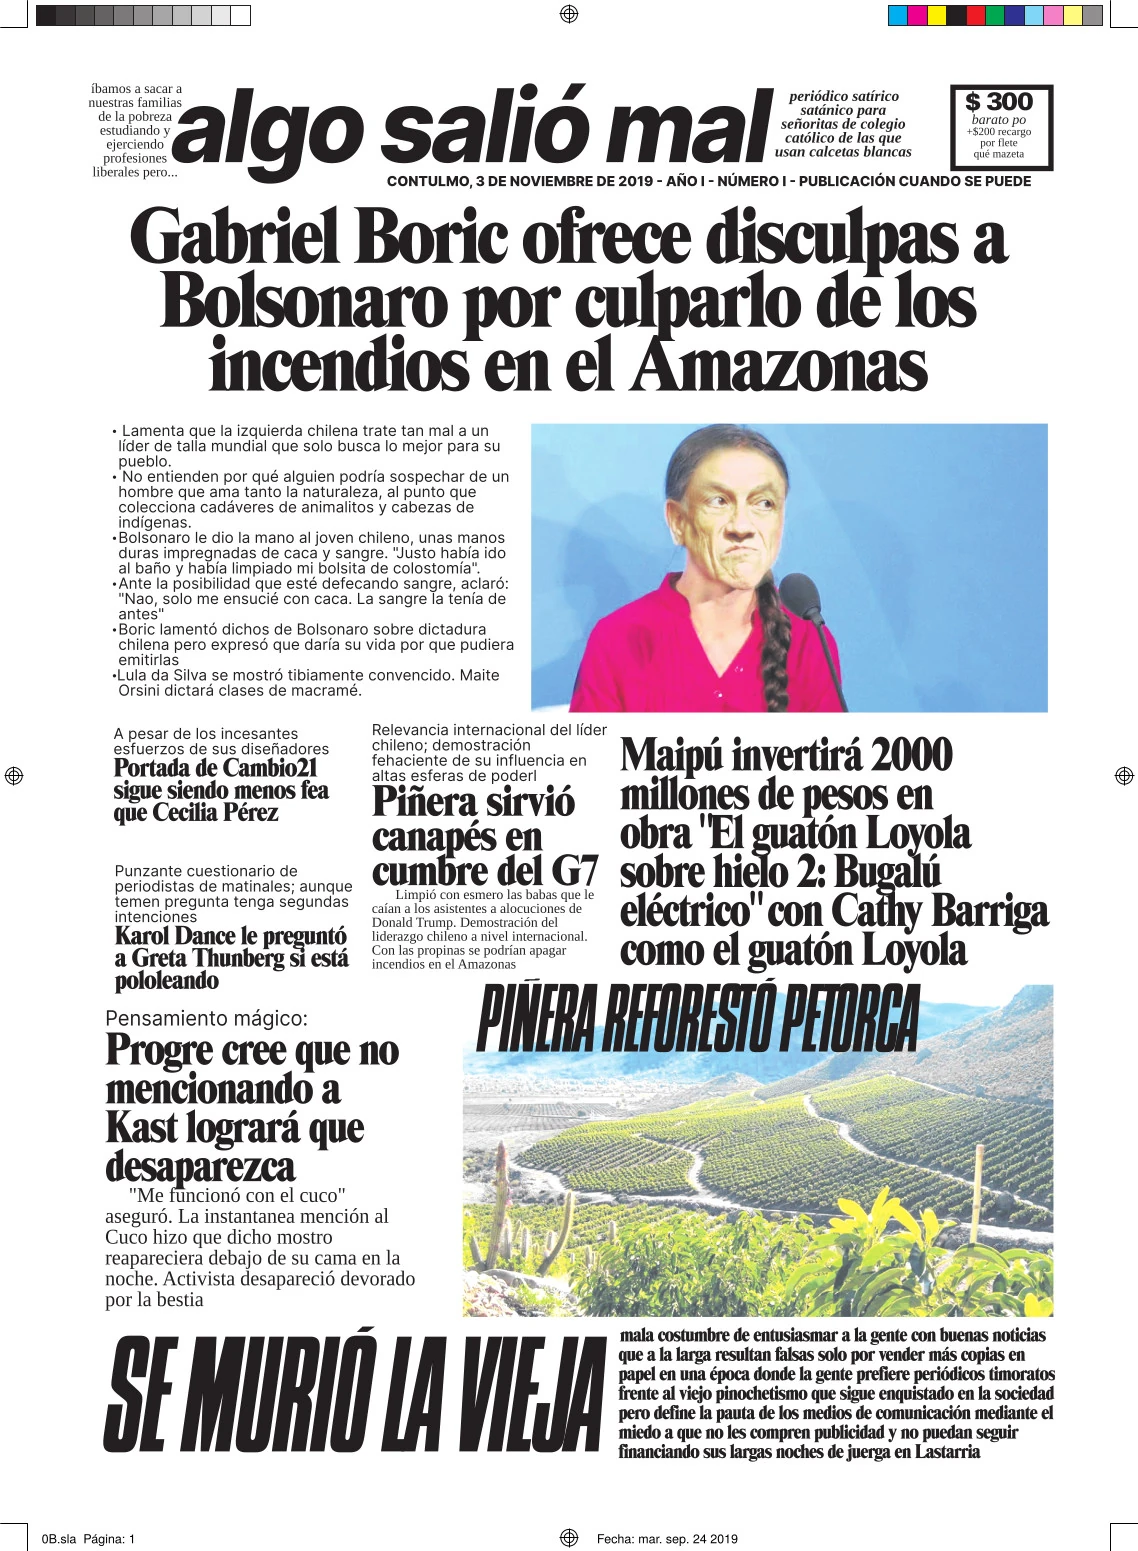 íbamos a sacar a
nuestras familias
de la pobreza
estudiando y
ejerciendo
profesiones
liberales pero...
algo salió mal
periódico satírico
satánico para
señoritas de colegio
católico de las que
usan calcetas blancas
$ 300
barato po
+$200 recargo
por flete
qué mazeta
CONTULMO, 3 DE NOVIEMBRE DE 2019 - AÑO I - NÚMERO I - PUBLICACIÓN CUANDO SE PUEDE
Gabriel Boric ofrece disculpas a
Bolsonaro por culparlo de los
incendios en el Amazonas
• Lamenta que la izquierda chilena trate tan mal a un
líder de talla mundial que solo busca lo mejor para su
pueblo.
• No entienden por qué alguien podría sospechar de un
hombre que ama tanto la naturaleza, al punto que
colecciona cadáveres de animalitos y cabezas de
indígenas.
•Bolsonaro le dio la mano al joven chileno, unas manos
duras impregnadas de caca y sangre. "Justo había ido
al baño y había limpiado mi bolsita de colostomía".
•Ante la posibilidad que esté defecando sangre, aclaró:
"Nao, solo me ensucié con caca. La sangre la tenía de
antes"
•Boric lamentó dichos de Bolsonaro sobre dictadura
chilena pero expresó que daría su vida por que pudiera
emitirlas
•Lula da Silva se mostró tibiamente convencido. Maite
Orsini dictará clases de macramé.
A pesar de los incesantes
esfuerzos de sus diseñadores
Portada de Cambio21
sigue siendo menos fea
que Cecilia Pérez
Punzante cuestionario de
periodistas de matinales; aunque
temen pregunta tenga segundas
intenciones
Karol Dance le preguntó
a Greta Thunberg si está
pololeando
Relevancia internacional del líder
chileno; demostración
fehaciente de su influencia en
altas esferas de poderl
Piñera sirvió
canapés en
cumbre del G7
Limpió con esmero las babas que le
caían a los asistentes a alocuciones de
Donald Trump. Demostración del
liderazgo chileno a nivel internacional.
Con las propinas se podrían apagar
incendios en el Amazonas
Maipú invertirá 2000
millones de pesos en
obra "El guatón Loyola
sobre hielo 2: Bugalú
eléctrico" con Cathy Barriga
como el guatón Loyola
Pensamiento mágico:
Progre cree que no
mencionando a
Kast logrará que
desaparezca
"Me funcionó con el cuco"
aseguró. La instantanea mención al
Cuco hizo que dicho mostro
reapareciera debajo de su cama en la
noche. Activista desapareció devorado
por la bestia
PIÑERA REFORESTÓ PETORCA
SE MURIÓ LA VIEJA
mala costumbre de entusiasmar a la gente con buenas noticias
que a la larga resultan falsas solo por vender más copias en
papel en una época donde la gente prefiere periódicos timoratos
frente al viejo pinochetismo que sigue enquistado en la sociedad
pero define la pauta de los medios de comunicación mediante el
miedo a que no les compren publicidad y no puedan seguir
financiando sus largas noches de juerga en Lastarria
0B.sla Página: 1
Fecha: mar. sep. 24 2019